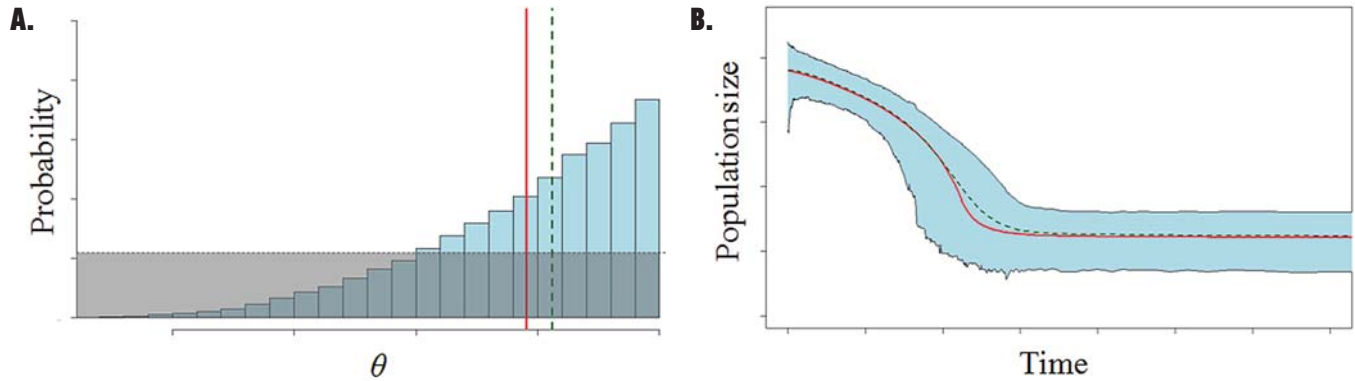 A.
Probability
θ
B.
Population size
Time